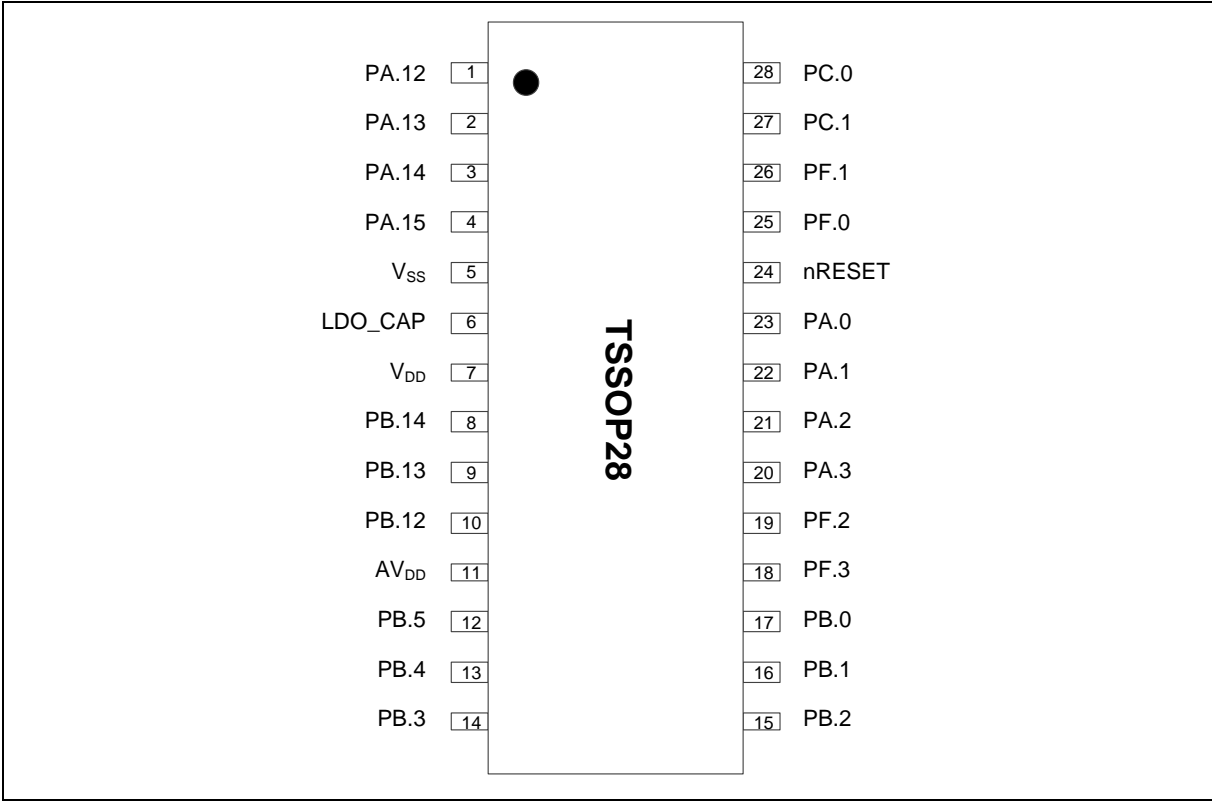 PA.12 1 28 PC.0
PA.13 2 27 PC.1
PA.14 3 26 PF.1
PA.15 4 25 PF.0
VSS 5 24 nRESET
LDO_CAP 6 23 PA.0
VDD 7 22 PA.1
PB.14 8 21 PA.2
PB.13 9 20 PA.3
PB.12 10 19 PF.2
AVDD 11 18 PF.3
PB.5 12 17 PB.0
PB.4 13 16 PB.1
PB.3 14 15 PB.2
TSSOP28